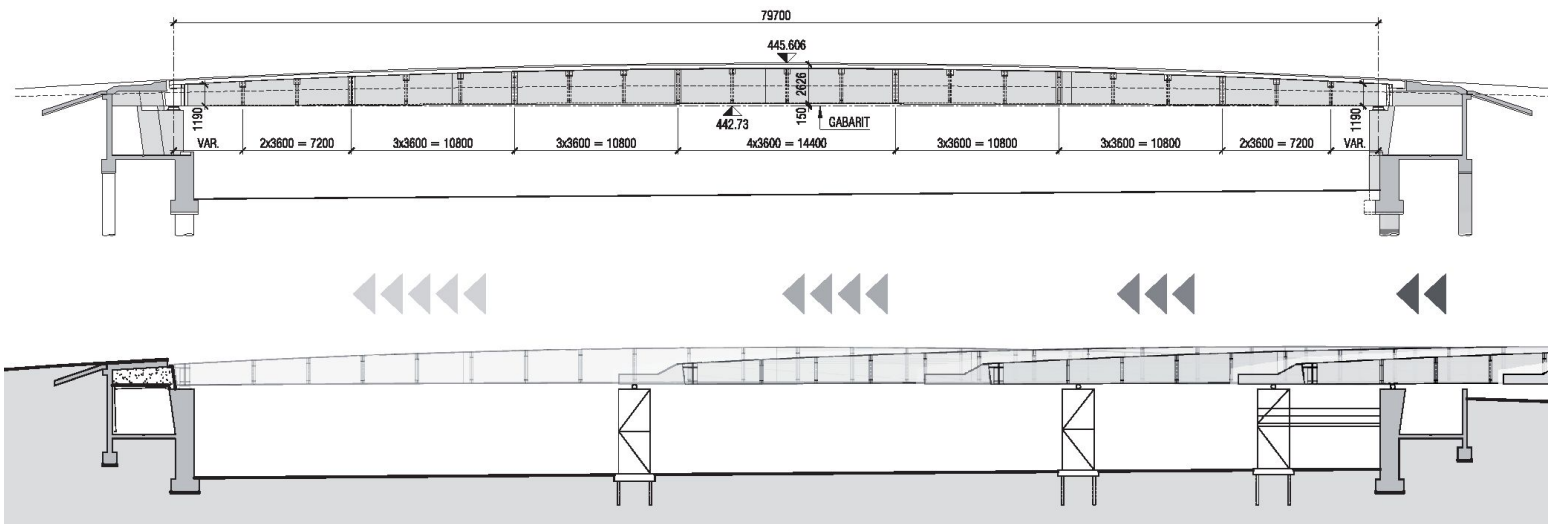 79700
445.606
2626
1190
442.73
150
GABARIT
1190
VAR.
2x3600 = 7200
3x3600 = 10800
3x3600 = 10800
4x3600 = 14400
3x3600 = 10800
3x3600 = 10800
2x3600 = 7200
VAR.